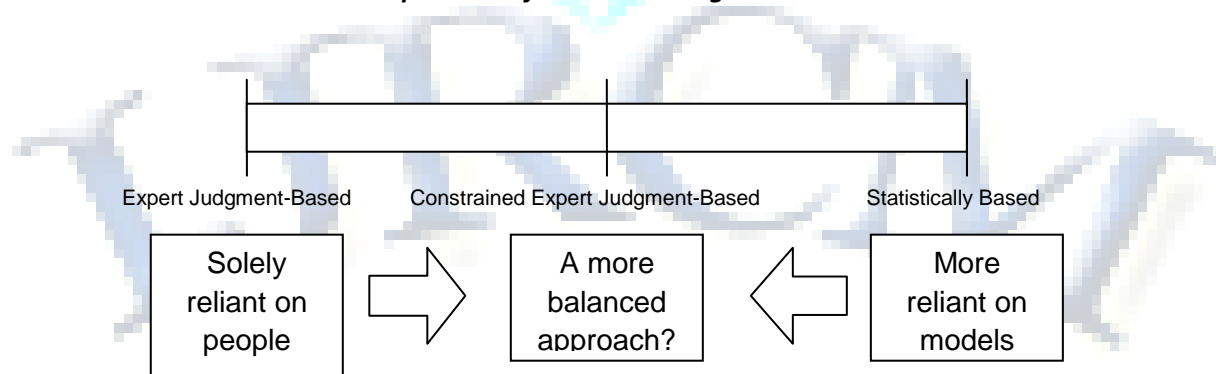 Expert Judgment-Based Constrained Expert Judgment-Based Statistically Based
Solely
reliant on
people
A more
balanced
approach?
More
reliant on
models